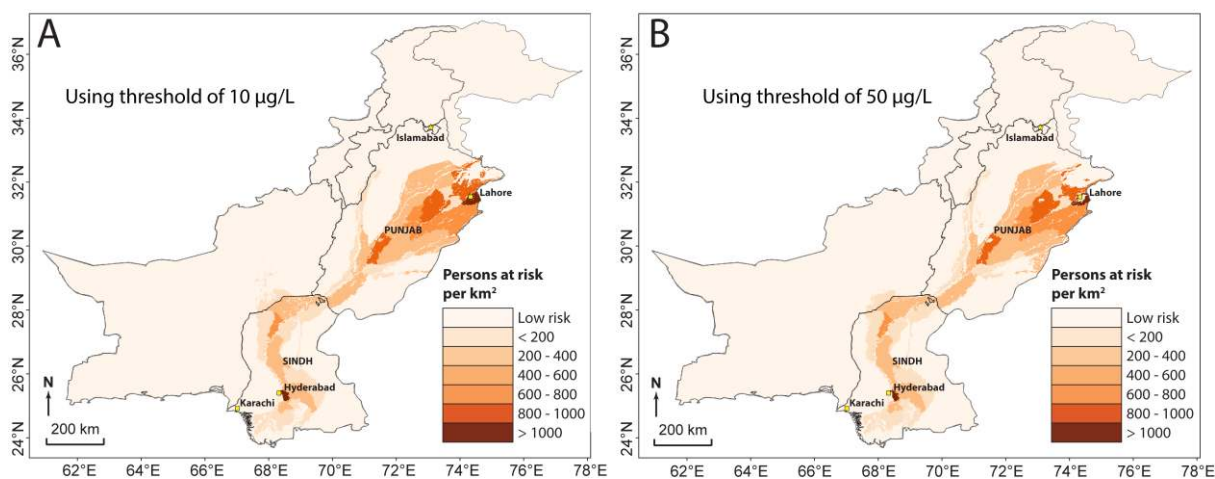 A
Using threshold of 10 µg/L
Islamabad
Lahore
PUNJAB
SINDH
Hyderabad
Karachi
N
200 km
Persons at risk
per km²
Low risk
< 200
200 - 400
400 - 600
600 - 800
800 - 1000
> 1000
36°N
34°N
32°N
30°N
28°N
26°N
24°N
62°E
64°E
66°E
68°E
70°E
72°E
74°E
76°E
78°E
B
Using threshold of 50 µg/L
Islamabad
Lahore
PUNJAB
SINDH
Hyderabad
Karachi
N
200 km
Persons at risk
per km²
Low risk
< 200
200 - 400
400 - 600
600 - 800
800 - 1000
> 1000
36°N
34°N
32°N
30°N
28°N
26°N
24°N
62°E
64°E
66°E
68°E
70°E
72°E
74°E
76°E
78°E